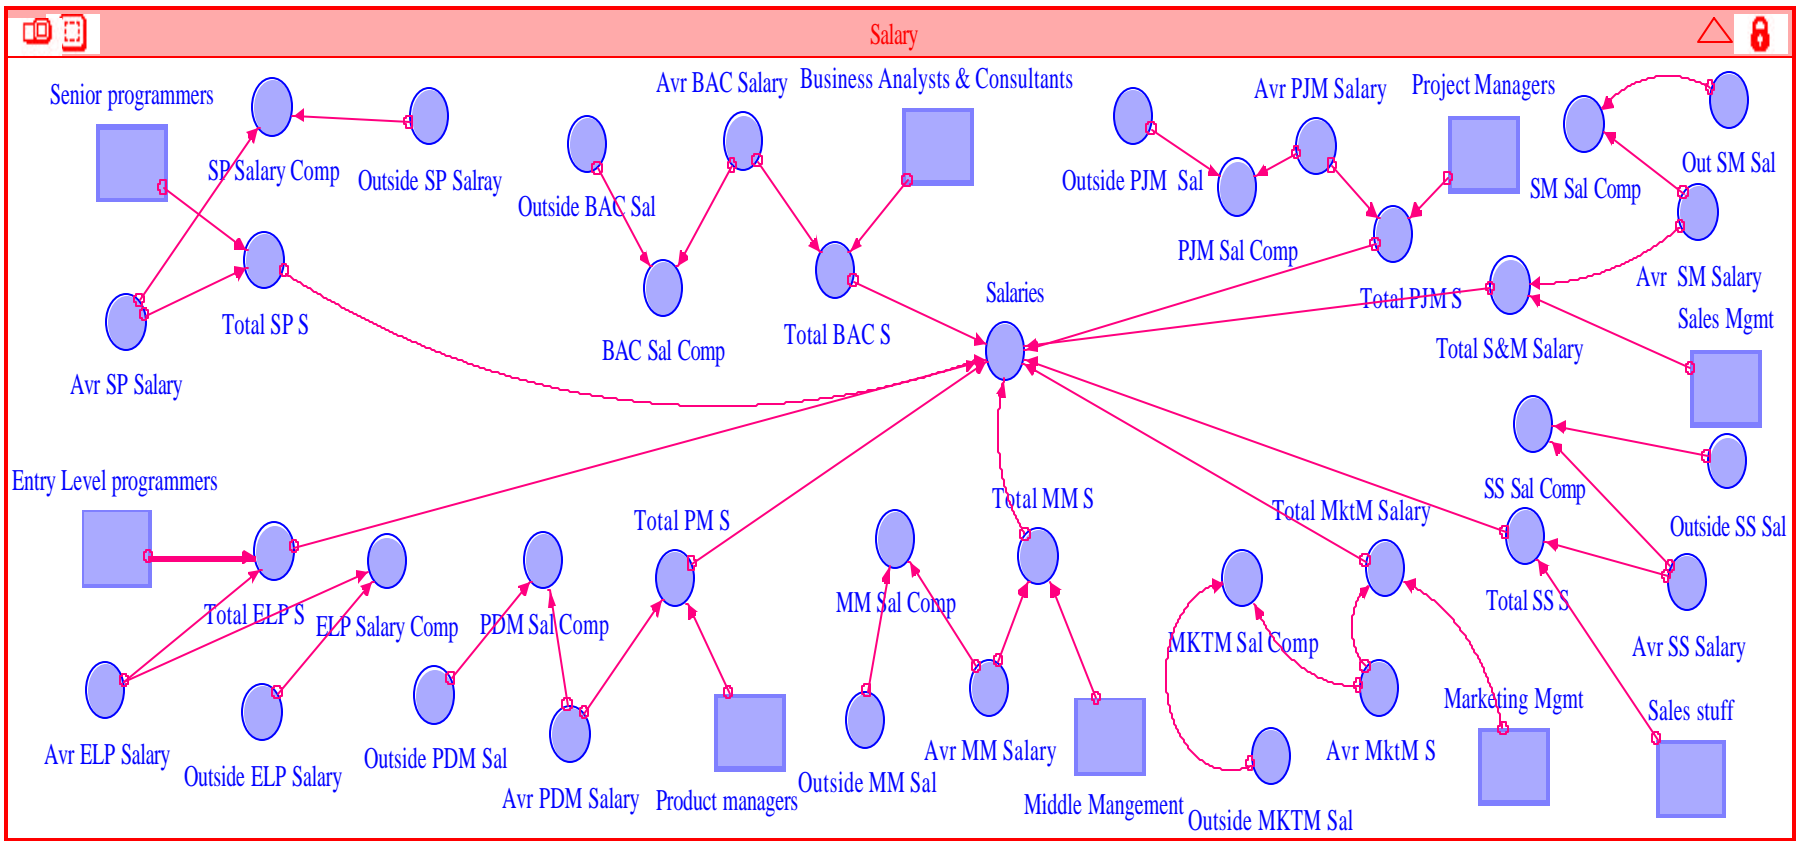 Salary
Senior programmers
Avr BAC Salary
Business Analysts & Consultants
Avr PJM Salary
Project Managers
SP Salary Comp
Outside SP Salray
Outside BAC Sal
Outside PJM Sal
SM Sal Comp
Out SM Sal
PJM Sal Comp
Avr SM Salary
Total SP S
Total BAC S
Salaries
Total PJM S
Sales Mgmt
BAC Sal Comp
Total S&M Salary
Avr SP Salary
Entry Level programmers
Total PM S
Total MM S
Total MktM Salary
SS Sal Comp
Outside SS Sal
Total ELP S
ELP Salary Comp
PDM Sal Comp
MM Sal Comp
MKTM Sal Comp
Total SS S
Avr SS Salary
Avr ELP Salary
Outside ELP Salary
Outside PDM Sal
Avr PDM Salary
Product managers
Outside MM Sal
Avr MM Salary
Middle Mangement
Outside MKTM Sal
Avr MktM S
Marketing Mgmt
Sales stuff